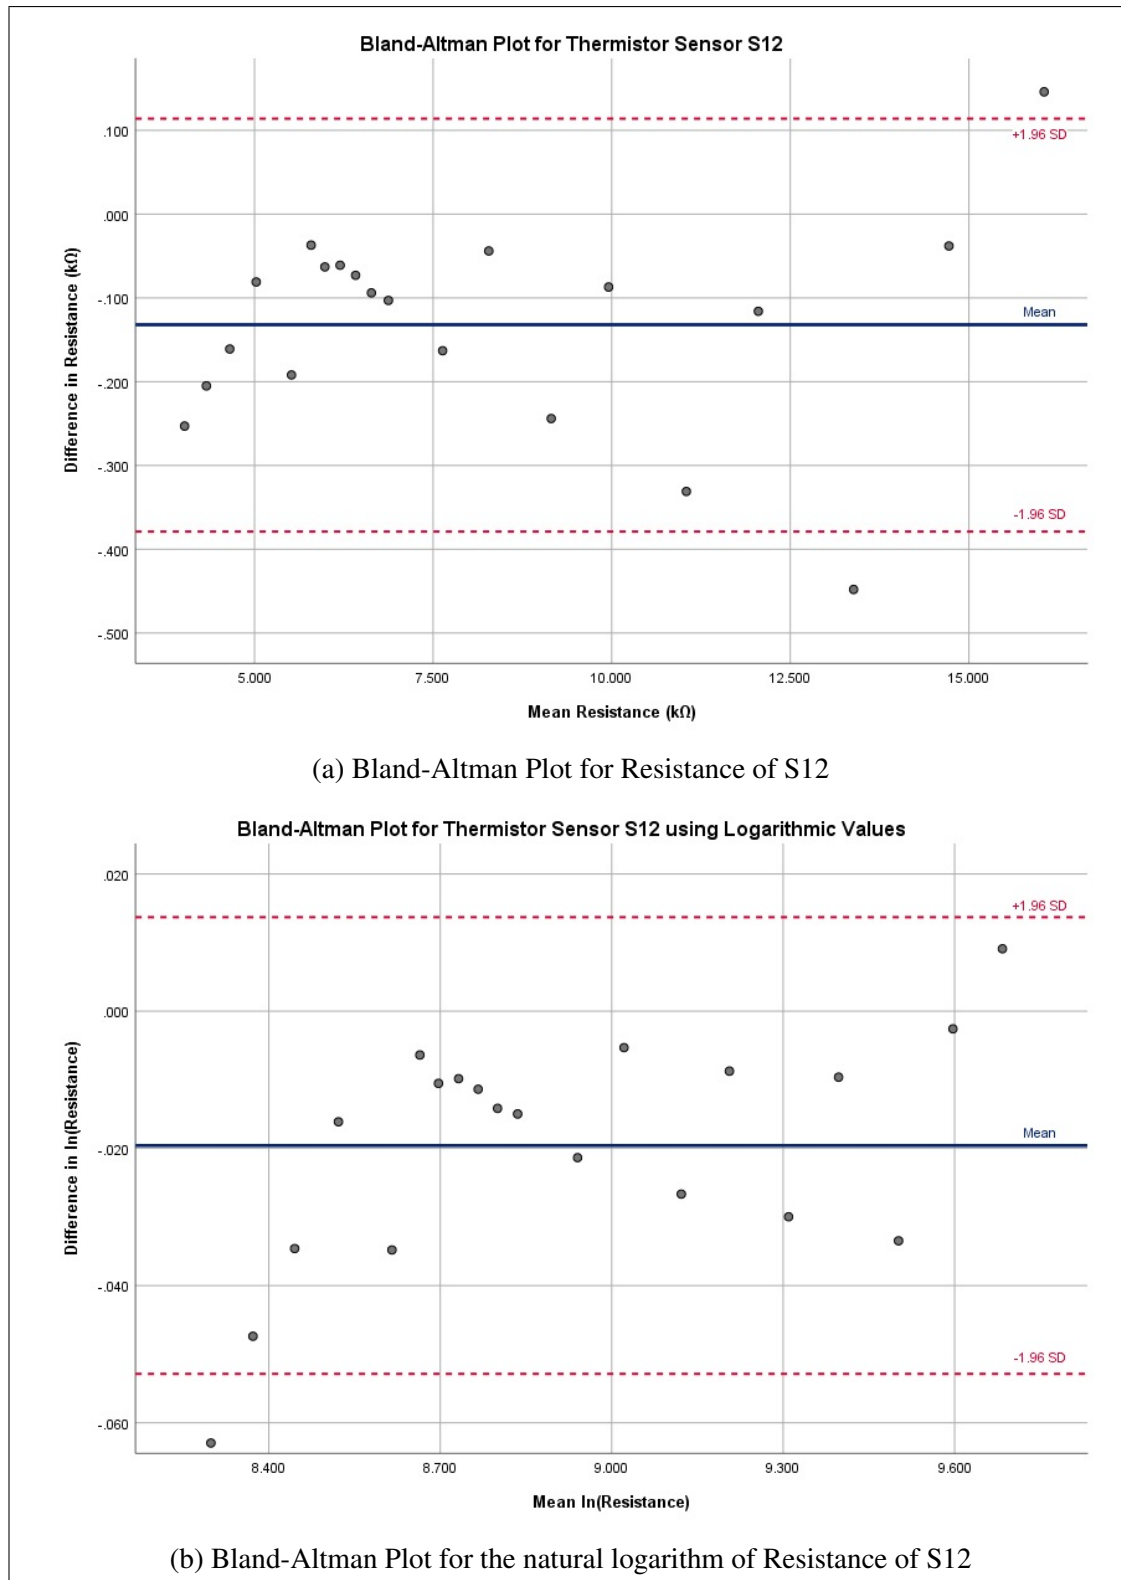 Bland-Altman Plot for Thermistor Sensor S12
.100
.000
-.100
-.200
-.300
-.400
-.500
+1.96 SD
Mean
-1.96 SD
Difference in Resistance (kΩ)
5.000 7.500 10.000 12.500 15.000
Mean Resistance (kΩ)
(a) Bland-Altman Plot for Resistance of S12
Bland-Altman Plot for Thermistor Sensor S12 using Logarithmic Values
.020
.000
-.020
-.040
-.060
+1.96 SD
Mean
-1.96 SD
Difference in ln(Resistance)
8.400 8.700 9.000 9.300 9.600
Mean ln(Resistance)
(b) Bland-Altman Plot for the natural logarithm of Resistance of S12